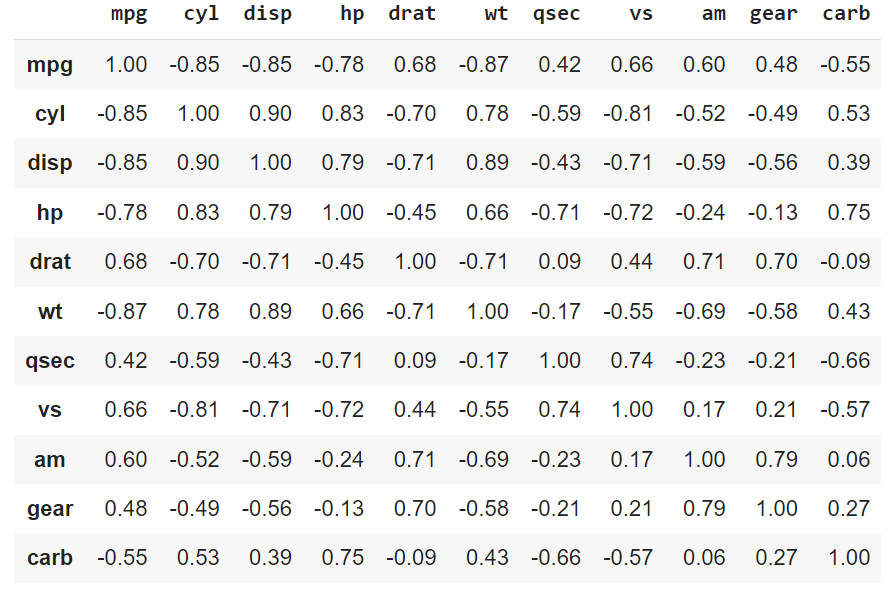 mpg cyl disp hp drat wt qsec vs am gear carb
mpg 1.00 -0.85 -0.85 -0.78 0.68 -0.87 0.42 0.66 0.60 0.48 -0.55
cyl -0.85 1.00 0.90 0.83 -0.70 0.78 -0.59 -0.81 -0.52 -0.49 0.53
disp -0.85 0.90 1.00 0.79 -0.71 0.89 -0.43 -0.71 -0.59 -0.56 0.39
hp -0.78 0.83 0.79 1.00 -0.45 0.66 -0.71 -0.72 -0.24 -0.13 0.75
drat 0.68 -0.70 -0.71 -0.45 1.00 -0.71 0.09 0.44 0.71 0.70 -0.09
wt -0.87 0.78 0.89 0.66 -0.71 1.00 -0.17 -0.55 -0.69 -0.58 0.43
qsec 0.42 -0.59 -0.43 -0.71 0.09 -0.17 1.00 0.74 -0.23 -0.21 -0.66
vs 0.66 -0.81 -0.71 -0.72 0.44 -0.55 0.74 1.00 0.17 0.21 -0.57
am 0.60 -0.52 -0.59 -0.24 0.71 -0.69 -0.23 0.17 1.00 0.79 0.06
gear 0.48 -0.49 -0.56 -0.13 0.70 -0.58 -0.21 0.21 0.79 1.00 0.27
carb -0.55 0.53 0.39 0.75 -0.09 0.43 -0.66 -0.57 0.06 0.27 1.00